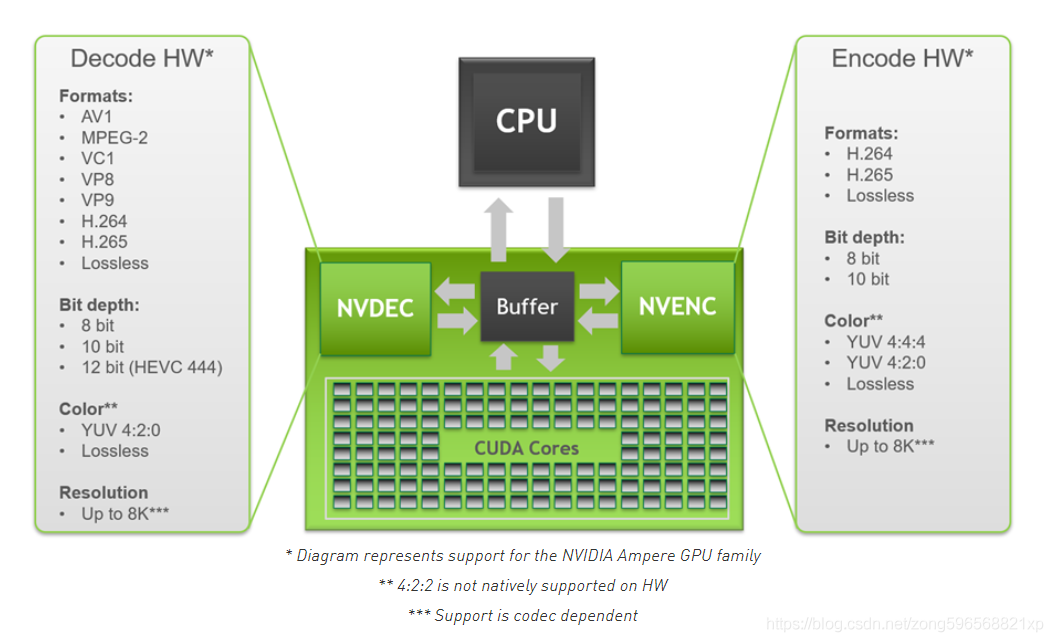 Decode HW*
Formats:
• AV1
• MPEG-2
• VC1
• VP8
• VP9
• H.264
• H.265
• Lossless
Bit depth:
• 8 bit
• 10 bit
• 12 bit (HEVC 444)
Color**
• YUV 4:2:0
• Lossless
Resolution
• Up to 8K***
CPU
NVDEC
Buffer
NVENC
CUDA Cores
Encode HW*
Formats:
• H.264
• H.265
• Lossless
Bit depth:
• 8 bit
• 10 bit
Color**
• YUV 4:4:4
• YUV 4:2:0
• Lossless
Resolution
• Up to 8K***
* Diagram represents support for the NVIDIA Ampere GPU family
** 4:2:2 is not natively supported on HW
*** Support is codec dependent
https://blog.csdn.net/zong596568821xp